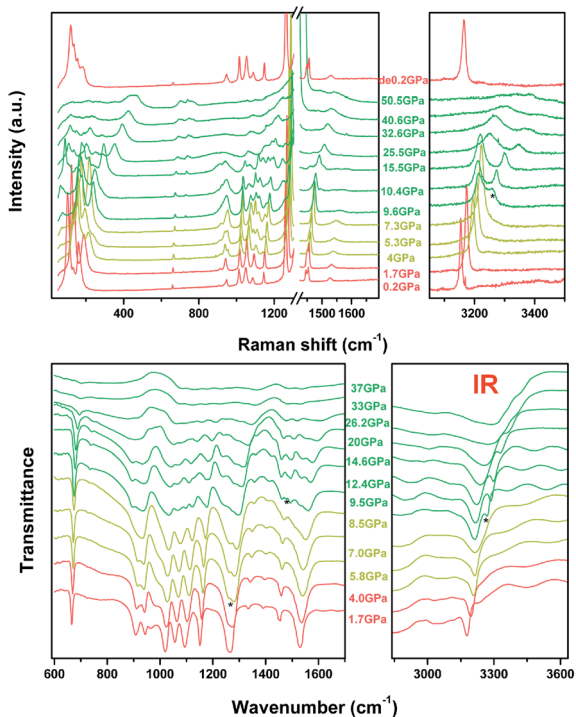 Intensity (a.u.)
de0.2GPa
50.5GPa
40.6GPa
32.6GPa
25.5GPa
15.5GPa
10.4GPa
*
9.6GPa
7.3GPa
5.3GPa
4GPa
1.7GPa
0.2GPa
400 800 1200 1500 1600 3200 3400
Raman shift (cm-1)
IR
Transmittance
37GPa
33GPa
26.2GPa
20GPa
14.6GPa
12.4GPa
9.5GPa
* *
8.5GPa
7.0GPa
5.8GPa
4.0GPa
*
1.7GPa
600 800 1000 1200 1400 1600 3000 3300 3600
Wavenumber (cm-1)